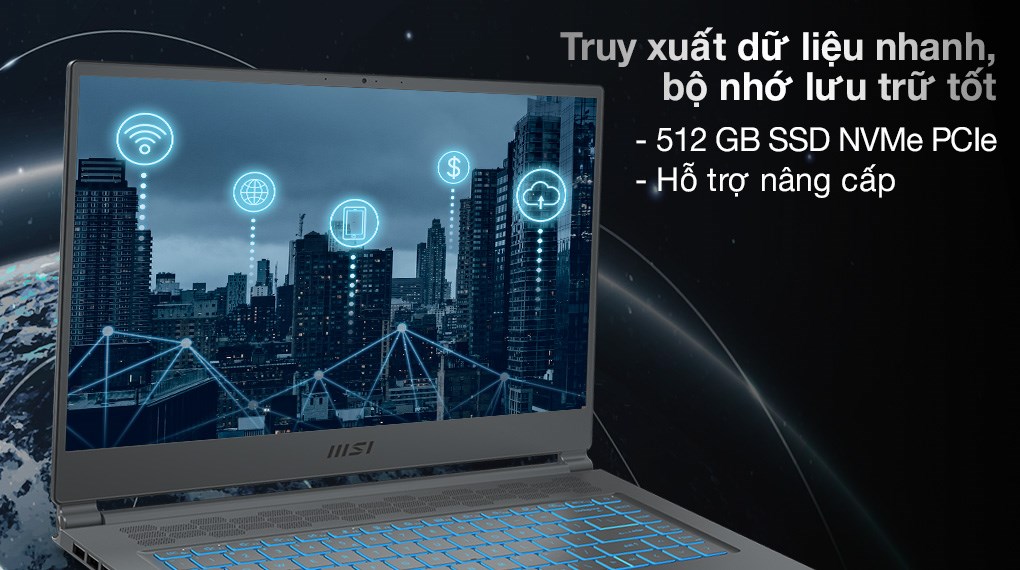 Truy xuất dữ liệu nhanh,
bộ nhớ lưu trữ tốt
- 512 GB SSD NVMe PCIe
- Hỗ trợ nâng cấp
$
msi